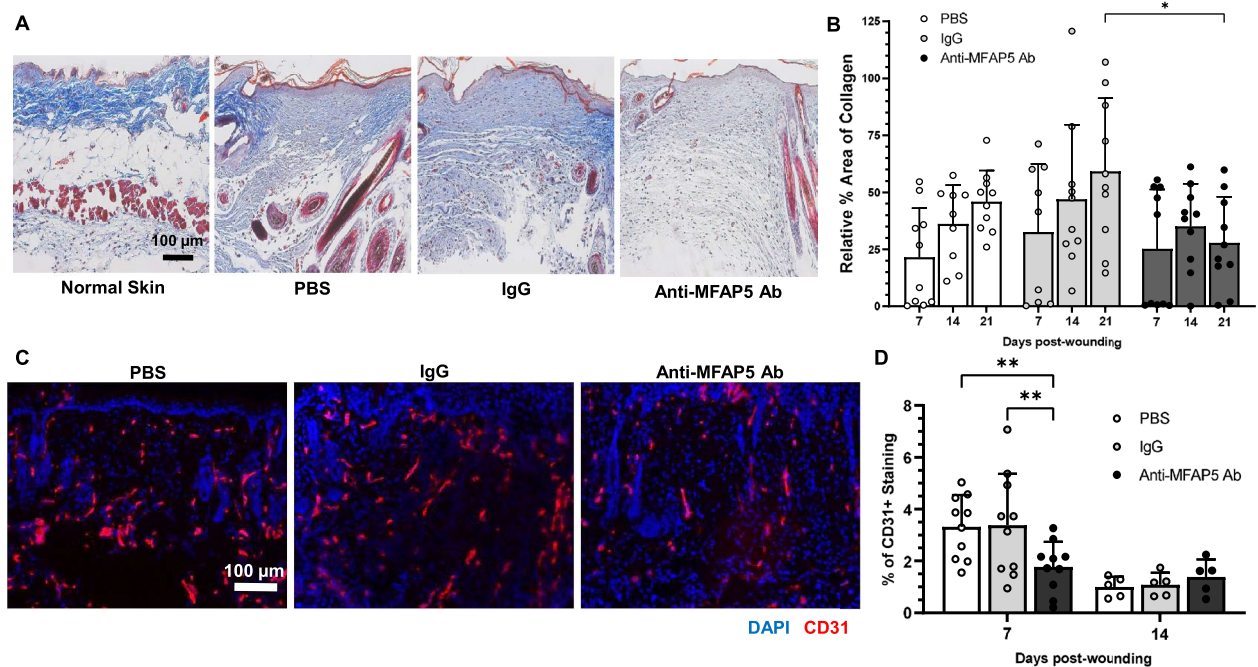 A
Normal Skin
PBS
IgG
Anti-MFAP5 Ab
100 µm
B
PBS
IgG
Anti-MFAP5 Ab
*
Relative % Area of Collagen
125
100
75
50
25
0
7 14 21 7 14 21 7 14 21
Days post-wounding
C
PBS
IgG
Anti-MFAP5 Ab
100 µm
DAPI CD31
D
**
**
PBS
IgG
Anti-MFAP5 Ab
% of CD31+ Staining
8
6
4
2
0
7 14
Days post-wounding